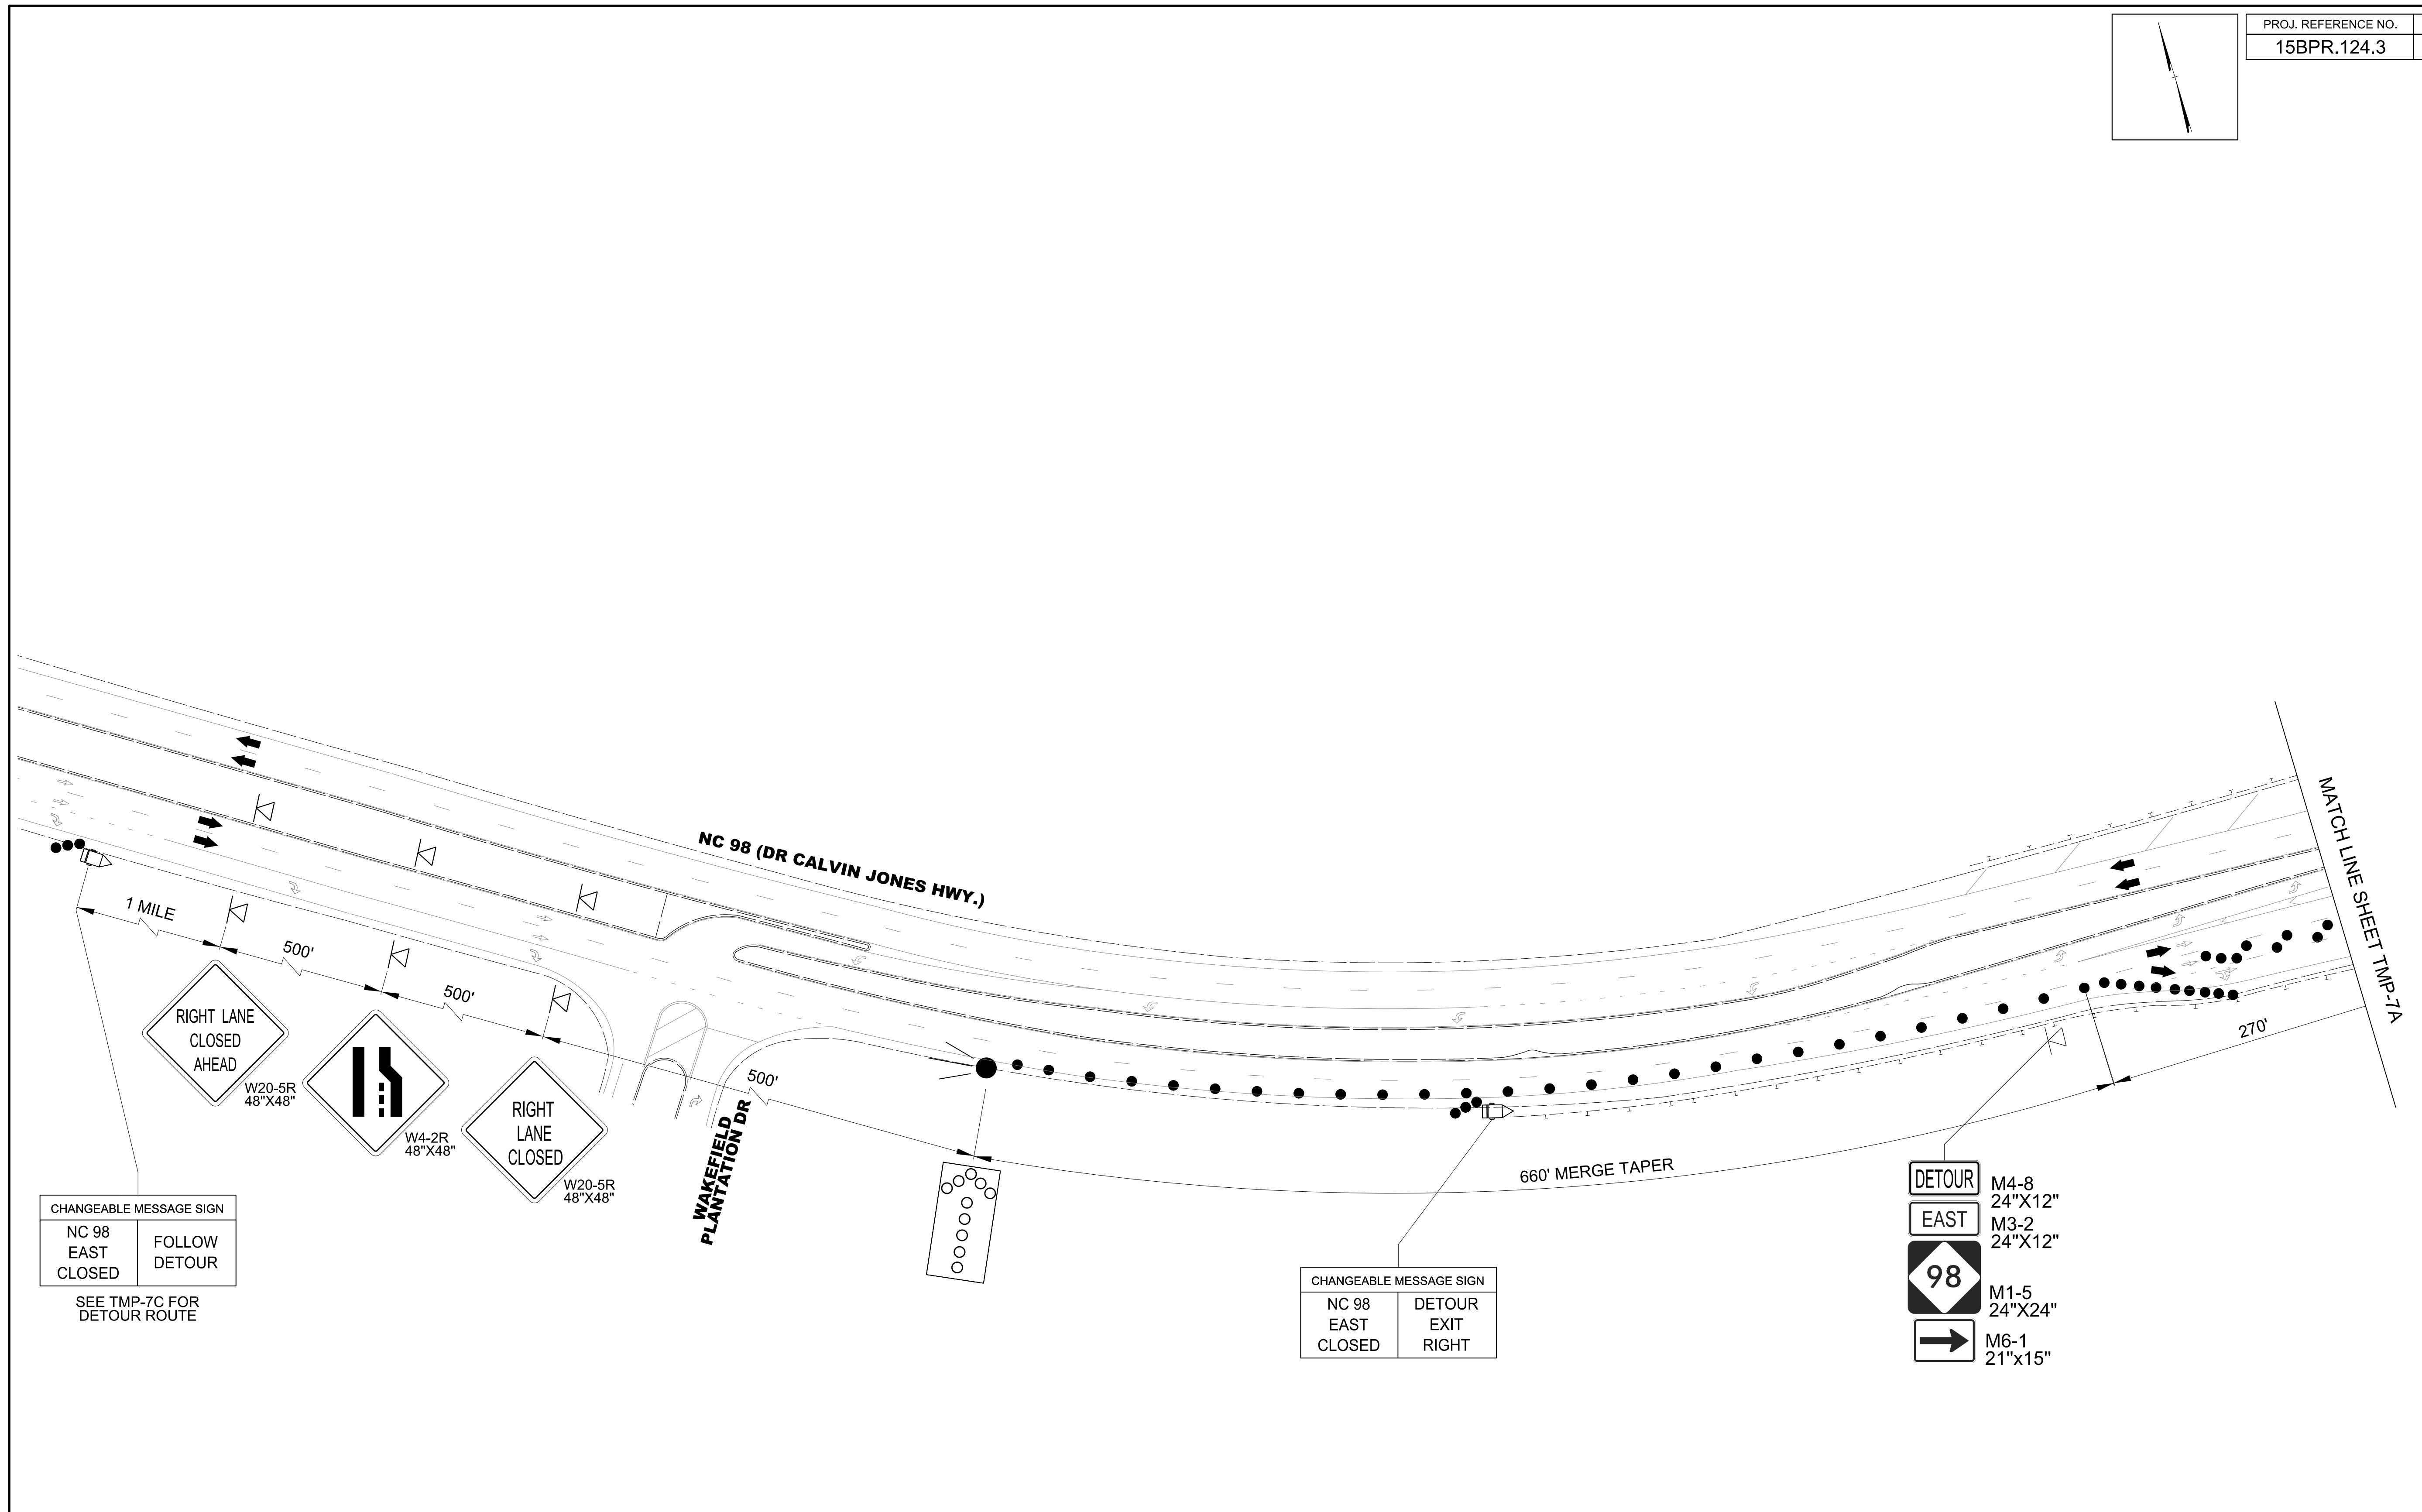 PROJ. REFERENCE NO.
15BPR.124.3
NC 98 (DR CALVIN JONES HWY.)
MATCH LINE SHEET TMP-7A
1 MILE
500'
500'
500'
270'
660' MERGE TAPER
RIGHT LANE
CLOSED
AHEAD
W20-5R
48"X48"
W4-2R
48"X48"
RIGHT
LANE
CLOSED
W20-5R
48"X48"
WAKEFIELD
PLANTATION DR
CHANGEABLE MESSAGE SIGN
NC 98
EAST
CLOSED
FOLLOW
DETOUR
SEE TMP-7C FOR
DETOUR ROUTE
CHANGEABLE MESSAGE SIGN
NC 98
EAST
CLOSED
DETOUR
EXIT
RIGHT
DETOUR
M4-8
24"X12"
EAST
M3-2
24"X12"
98
M1-5
24"X24"
M6-1
21"x15"